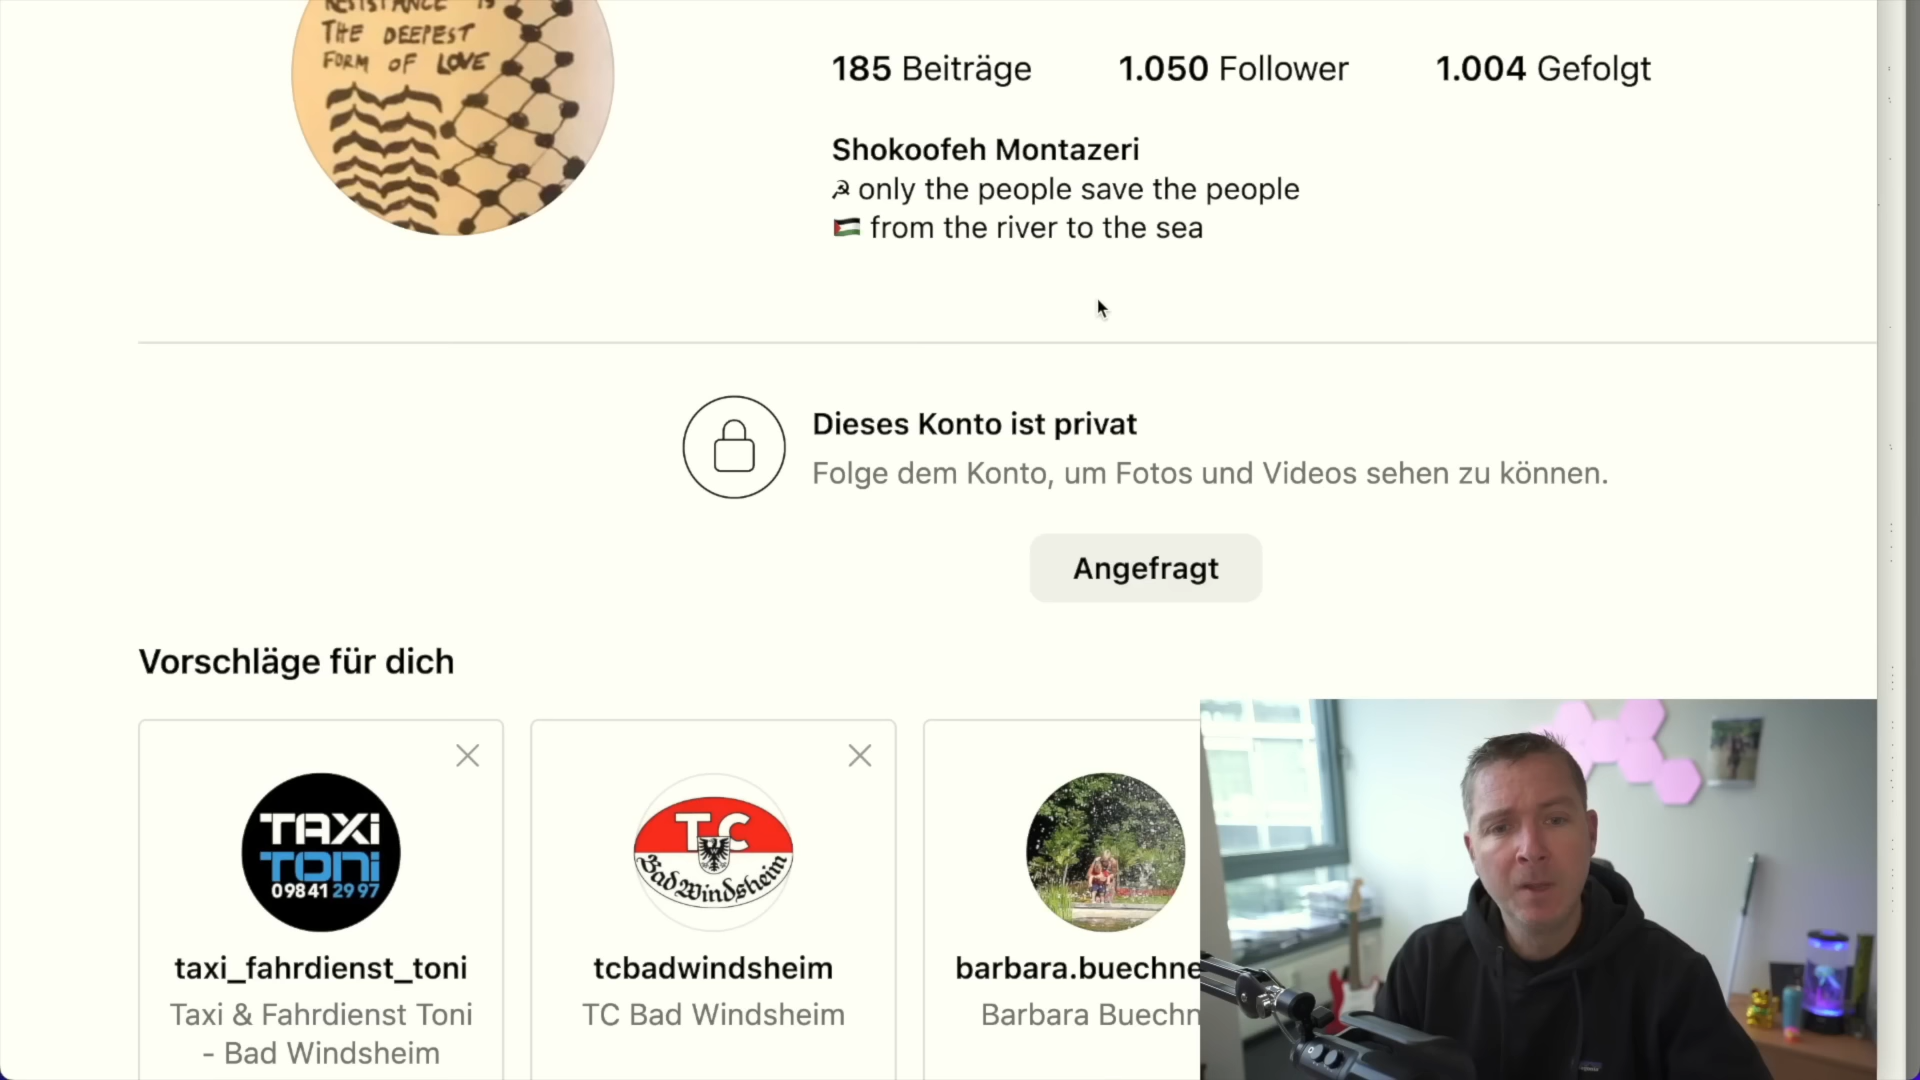 RESISTANCE IS
THE DEEPEST
FORM OF LOVE
185 Beiträge
1.050 Follower
1.004 Gefolgt
Shokoofeh Montazeri
☭ only the people save the people
🇵🇸 from the river to the sea
Dieses Konto ist privat
Folge dem Konto, um Fotos und Videos sehen zu können.
Angefragt
Vorschläge für dich
TAXi
TONi
09841 2997
taxi_fahrdienst_toni
Taxi & Fahrdienst Toni
- Bad Windsheim
TC
Bad Windsheim
tcbadwindsheim
TC Bad Windsheim
barbara.buechne
Barbara Buechn